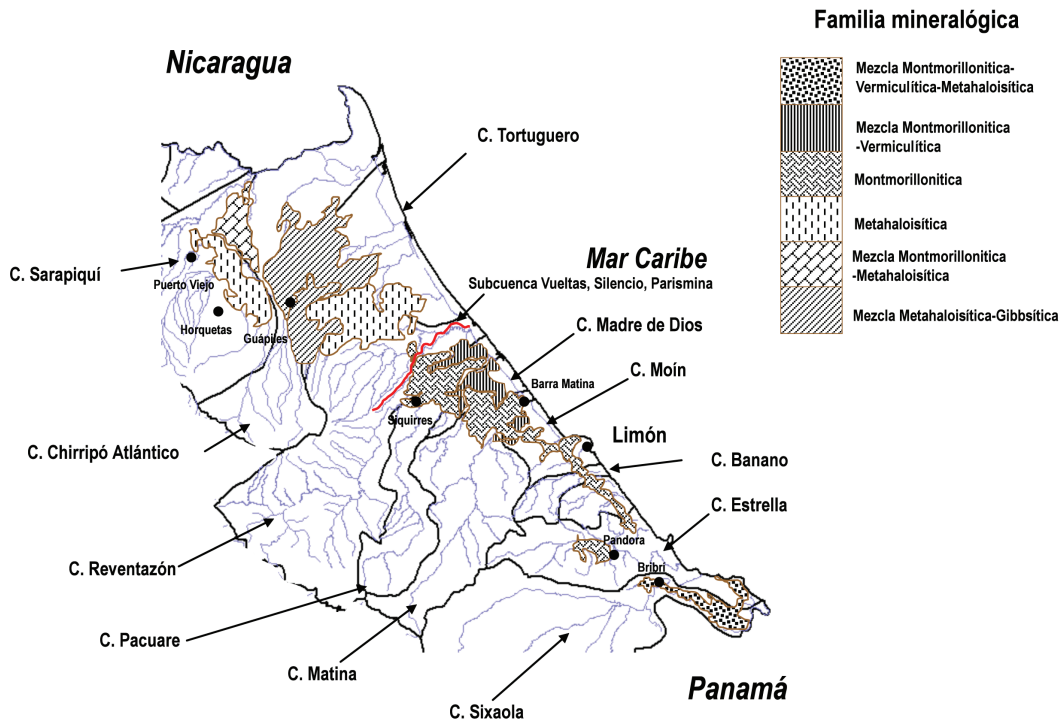 Familia mineralógica
Mezcla Montmorillonitica-
Vermiculítica-Metahaloisítica
Mezcla Montmorillonitica
-Vermiculítica
Montmorillonitica
Metahaloisítica
Mezcla Montmorillonitica
-Metahaloisítica
Mezcla Metahaloisítica-Gibbsítica
Nicaragua
C. Tortuguero
Mar Caribe
Subcuenca Vueltas, Silencio, Parismina
C. Sarapiquí
Puerto Viejo
Horquetas
Guápiles
C. Madre de Dios
Barra Matina
C. Moín
Siquirres
Limón
C. Chirripó Atlántico
C. Banano
C. Estrella
Pandora
Bribrí
C. Reventazón
C. Pacuare
C. Matina
C. Sixaola
Panamá